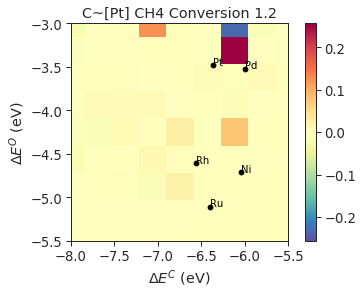 C~[Pt] CH4 Conversion 1.2
−3.0
−3.5
−4.0
−4.5
−5.0
−5.5
ΔE^O (eV)
Pt
Pd
Rh
Ni
Ru
−8.0 −7.5 −7.0 −6.5 −6.0 −5.5
ΔE^C (eV)
0.2
0.1
0.0
−0.1
−0.2